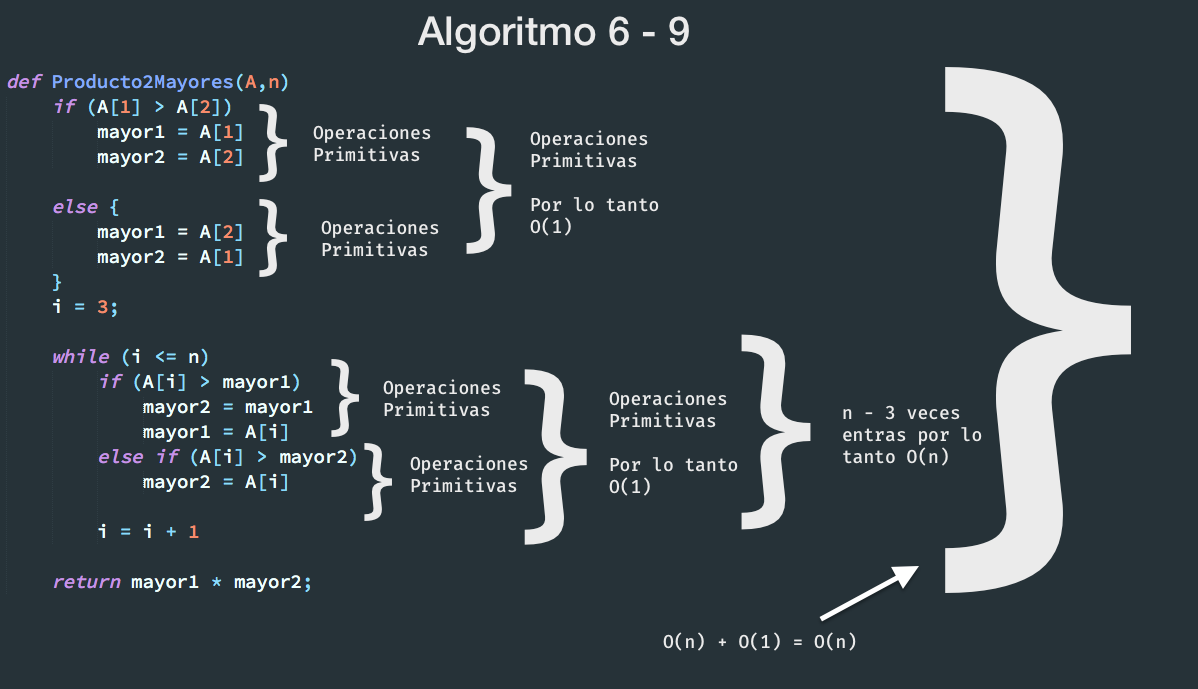 Algoritmo 6 - 9
def Producto2Mayores(A,n)
if (A[1] > A[2])
mayor1 = A[1]
mayor2 = A[2]
Operaciones
Primitivas
else {
mayor1 = A[2]
mayor2 = A[1]
}
Operaciones
Primitivas
Operaciones
Primitivas
Por lo tanto
O(1)
i = 3;
while (i <= n)
if (A[i] > mayor1)
mayor2 = mayor1
mayor1 = A[i]
Operaciones
Primitivas
else if (A[i] > mayor2)
mayor2 = A[i]
Operaciones
Primitivas
i = i + 1
Operaciones
Primitivas
Por lo tanto
O(1)
n - 3 veces
entras por lo
tanto O(n)
return mayor1 * mayor2;
O(n) + O(1) = O(n)